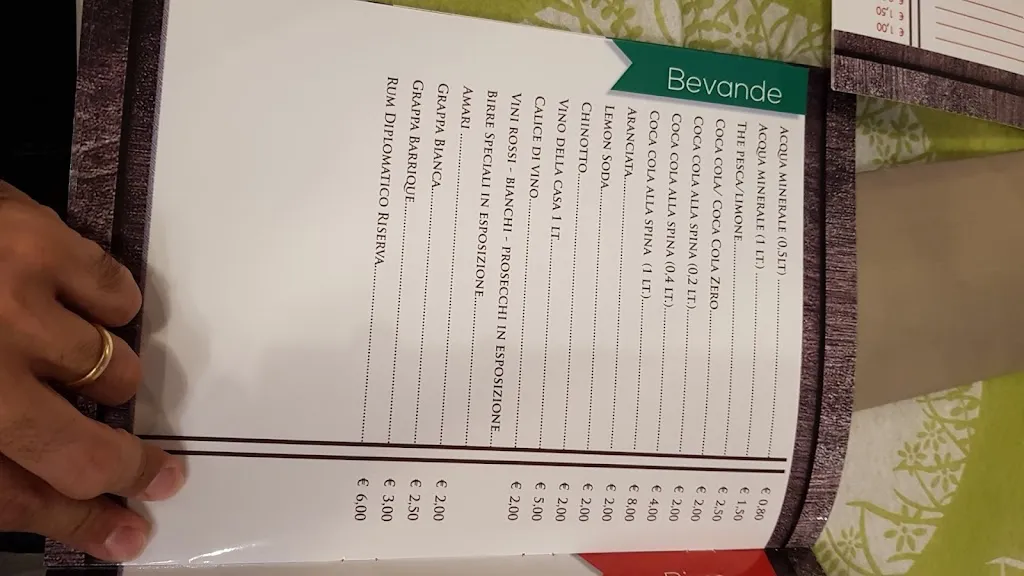 Bevande
Acqua minerale (0.5lt) € 0.80
Acqua minerale (1 lt.) € 1.50
The pesca/limone € 2.50
Coca cola/ Coca Cola Zero € 2.00
Coca cola alla spina (0.2 lt.) € 2.00
Coca cola alla spina (0.4 lt.) € 4.00
Coca cola alla spina (1 lt.) € 8.00
Aranciata € 2.00
Lemon Soda € 2.00
Chinotto € 2.00
Vino della casa 1 lt. € 5.00
Calice di vino € 2.00
Vini rossi - bianchi - prosecchi in esposizione
Birre Speciali in esposizione
Amari € 2.00
Grappa Bianca € 2.50
Grappa Barrique € 3.00
Rum Diplomatico Riserva € 6.00
€ 1,50
€ 1,00